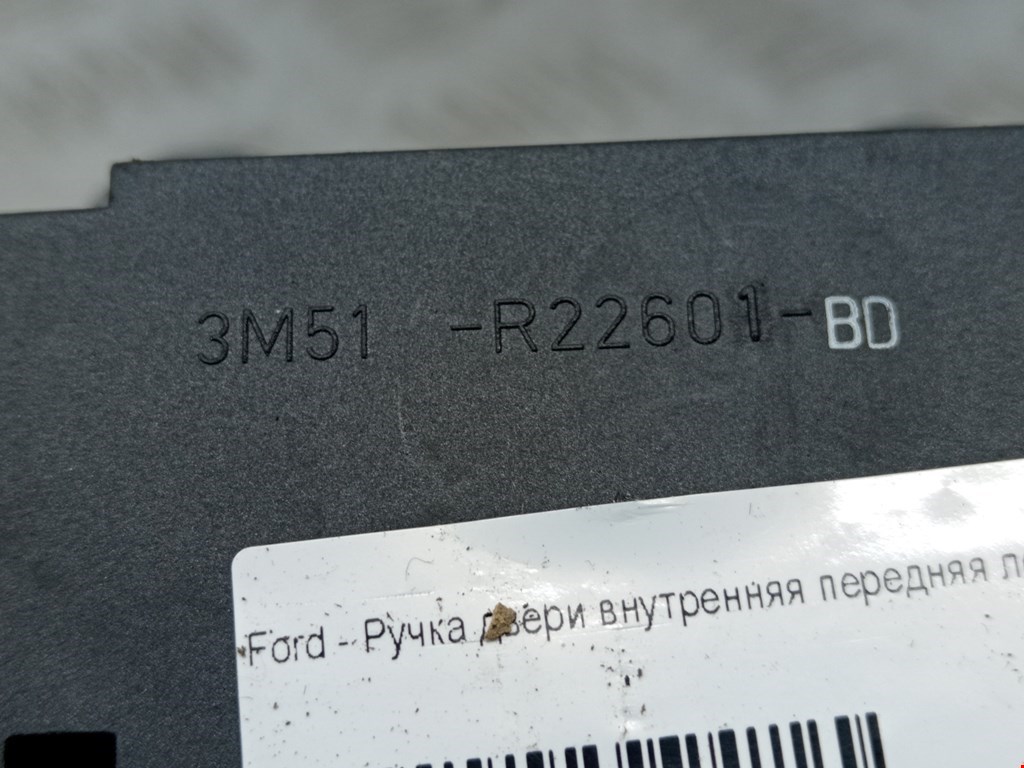 3M51 -R22601-BD
Ford - Ручка двери внутренняя передняя